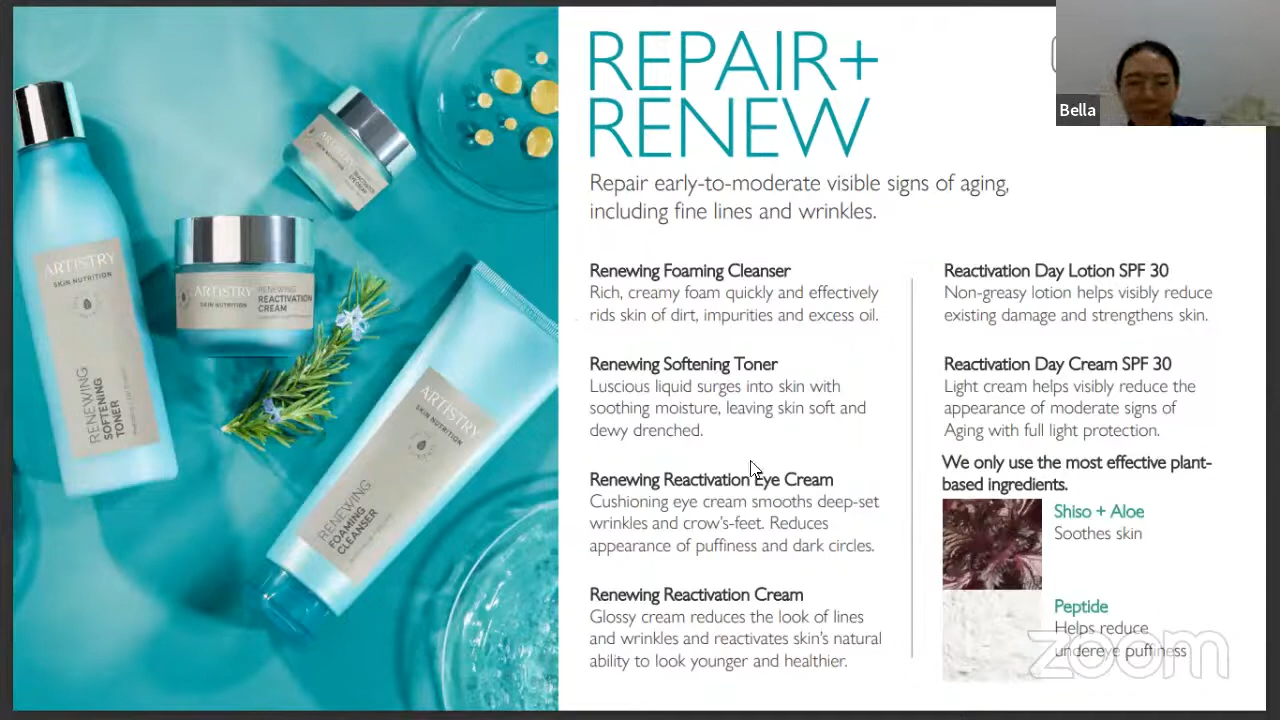 REPAIR+
RENEW
Repair early-to-moderate visible signs of aging,
including fine lines and wrinkles.
Renewing Foaming Cleanser
Rich, creamy foam quickly and effectively
rids skin of dirt, impurities and excess oil.
Renewing Softening Toner
Luscious liquid surges into skin with
soothing moisture, leaving skin soft and
dewy drenched.
Renewing Reactivation Eye Cream
Cushioning eye cream smooths deep-set
wrinkles and crow's-feet. Reduces
appearance of puffiness and dark circles.
Renewing Reactivation Cream
Glossy cream reduces the look of lines
and wrinkles and reactivates skin's natural
ability to look younger and healthier.
Reactivation Day Lotion SPF 30
Non-greasy lotion helps visibly reduce
existing damage and strengthens skin.
Reactivation Day Cream SPF 30
Light cream helps visibly reduce the
appearance of moderate signs of
Aging with full light protection.
We only use the most effective plant-
based ingredients.
Shiso + Aloe
Soothes skin
Peptide
Helps reduce
undereye puffiness
zoom
Bella
ARTISTRY
SKIN NUTRITION
RENEWING
SOFTENING
TONER
ARTISTRY
SKIN NUTRITION
RENEWING
REACTIVATION
CREAM
ARTISTRY
ARTISTRY
SKIN NUTRITION
RENEWING
FOAMING
CLEANSER